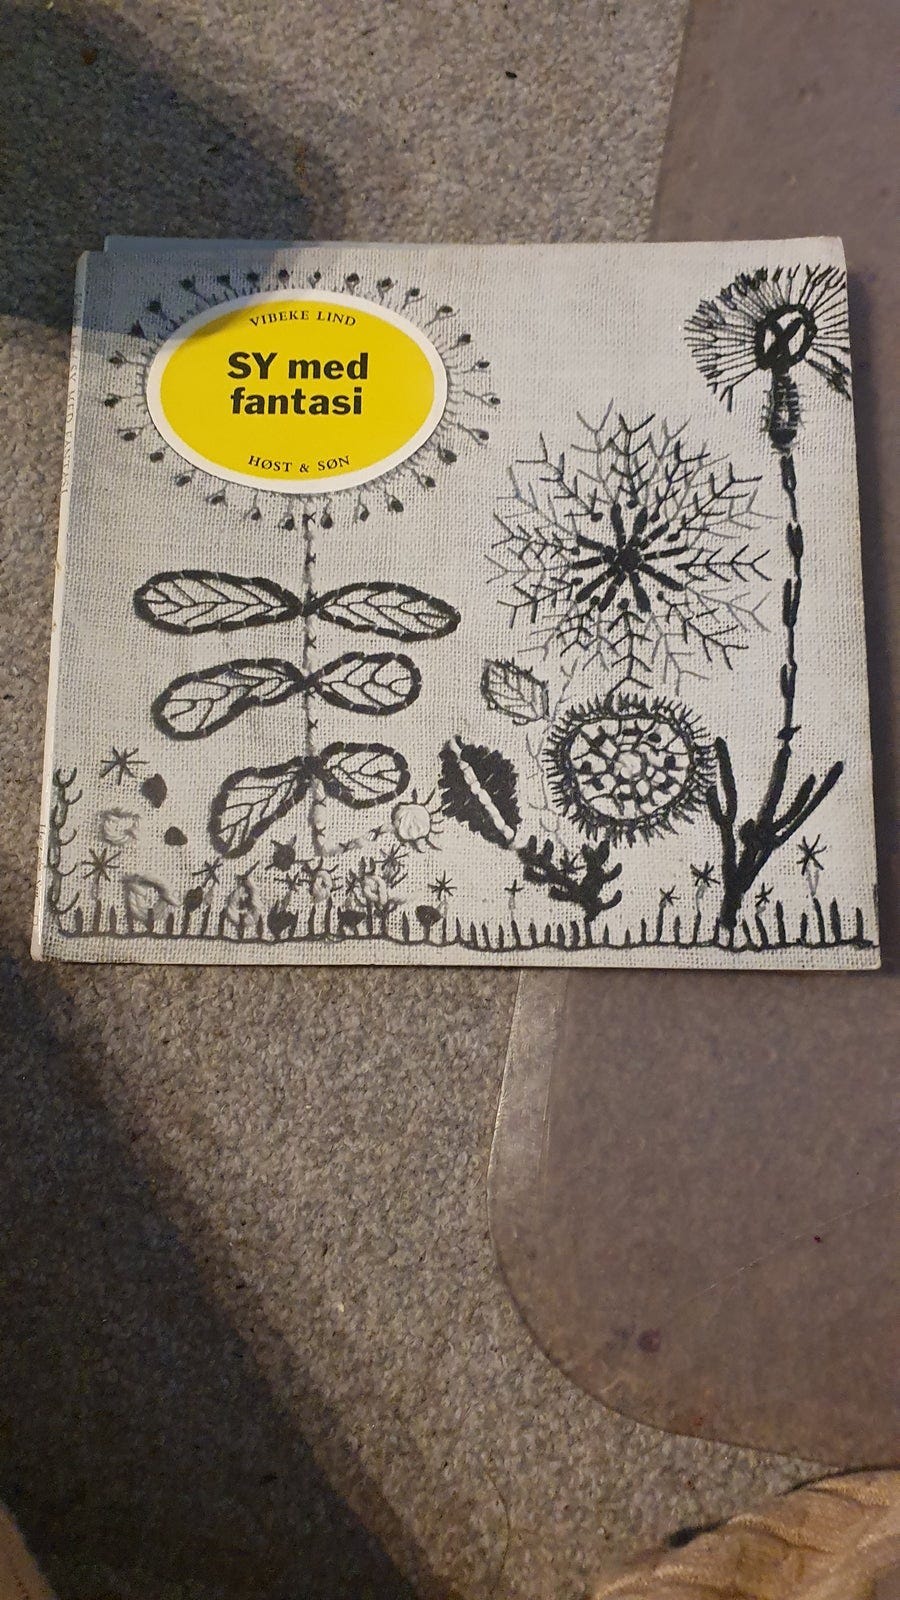 VIBEKE LIND
SY med
fantasi
HØST & SØN